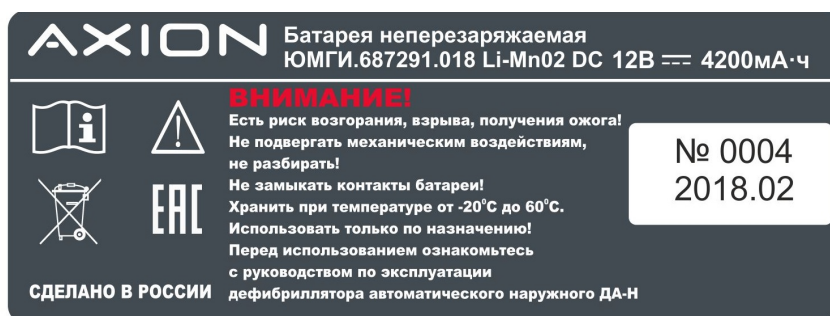 AXION
Батарея неперезаряжаемая
ЮМГИ.687291.018 Li-Mn02 DC 12В 4200мА·ч
ВНИМАНИЕ!
Есть риск возгорания, взрыва, получения ожога!
Не подвергать механическим воздействиям,
не разбирать!
Не замыкать контакты батареи!
Хранить при температуре от -20°С до 60°С.
Использовать только по назначению!
Перед использованием ознакомьтесь
с руководством по эксплуатации
дефибриллятора автоматического наружного ДА-Н
i
EAC
СДЕЛАНО В РОССИИ
№ 0004
2018.02